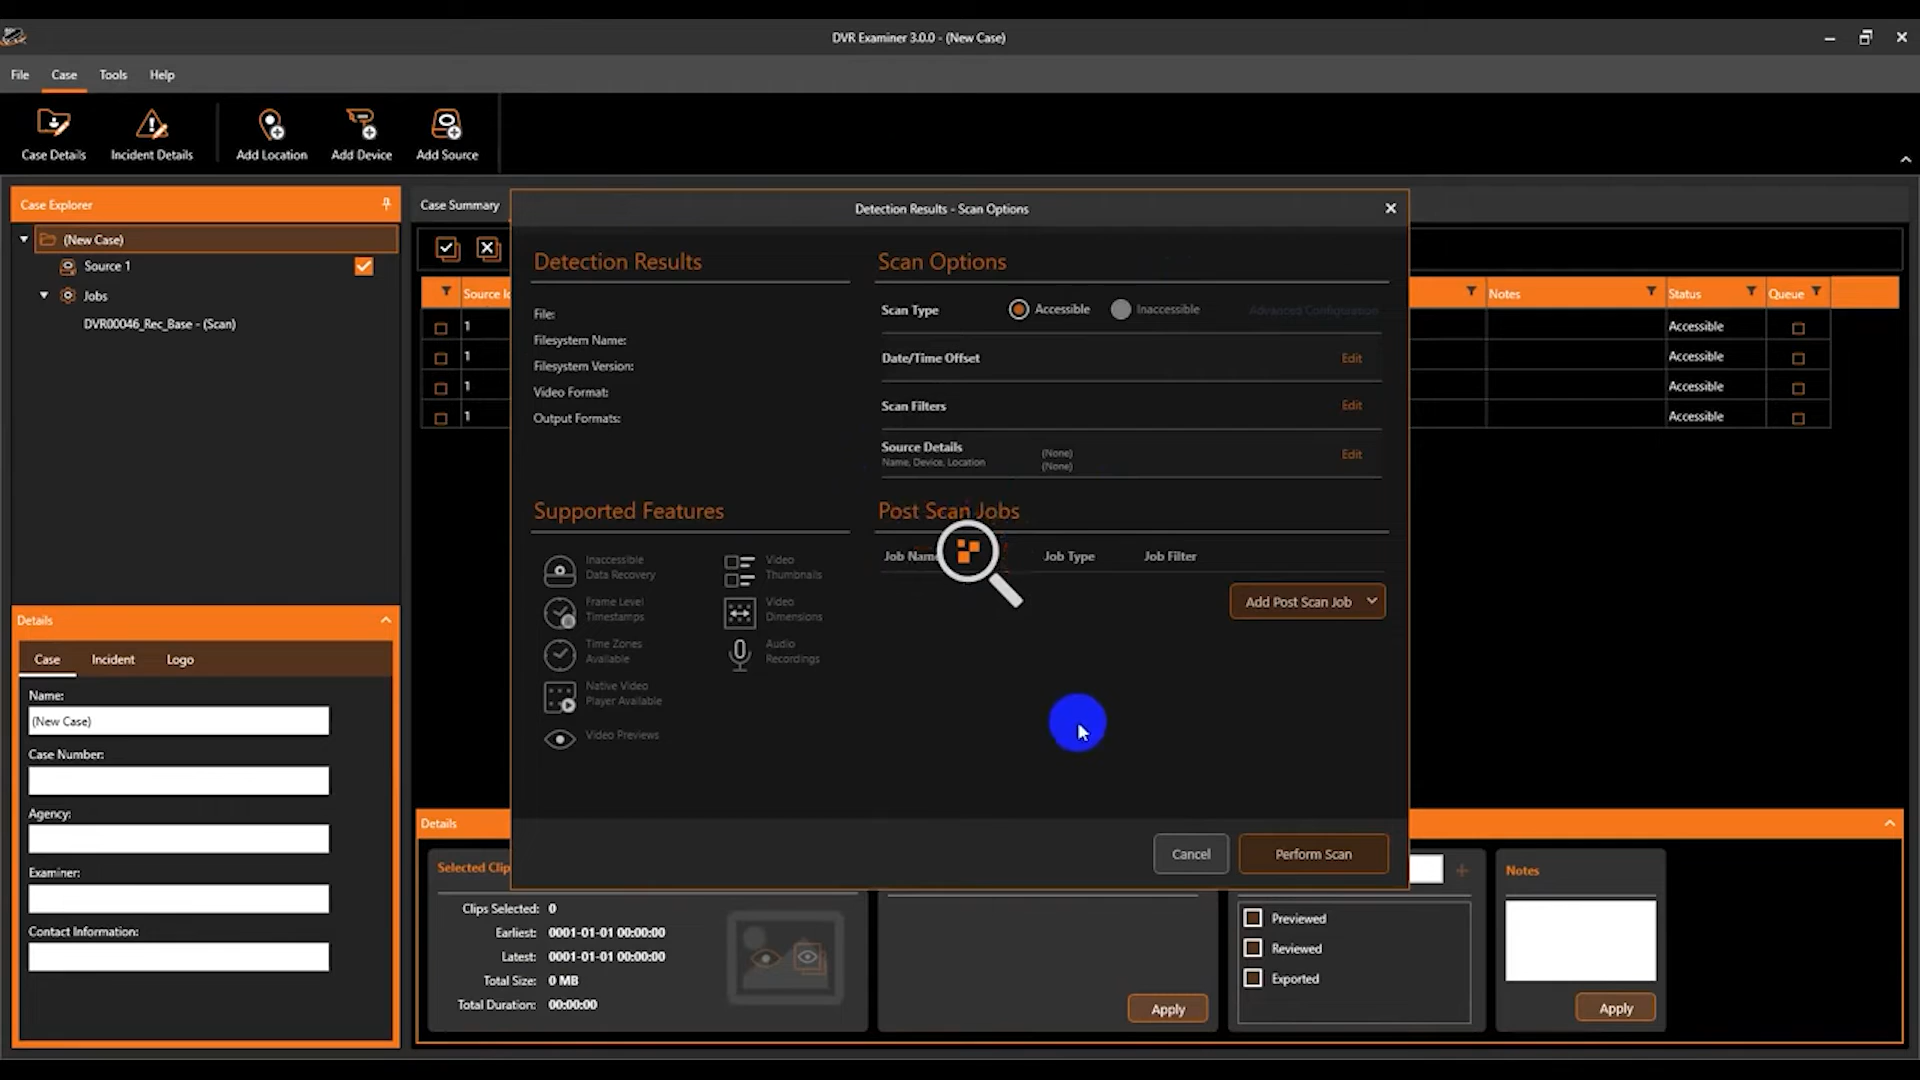 DVR Examiner 3.0.0 - (New Case)
File Case Tools Help
Case Details Incident Details Add Location Add Device Add Source
Case Explorer
(New Case)
Source 1
Jobs
DVR00046_Rec_Base - (Scan)
Case Summary
Source Notes Status Queue
1 Accessible
1 Accessible
1 Accessible
1 Accessible
Detection Results - Scan Options
Detection Results
File:
Filesystem Name:
Filesystem Version:
Video Format:
Output Formats:
Scan Options
Scan Type Accessible Inaccessible Advanced Configuration
Date/Time Offset Edit
Scan Filters Edit
Source Details (None) Edit
Name, Device, Location (None)
Supported Features
Inaccessible
Data Recovery
Frame Level
Timestamps
Time Zones
Available
Native Video
Player Available
Video Previews
Video
Thumbnails
Video
Dimensions
Audio
Recordings
Post Scan Jobs
Job Name Job Type Job Filter
Add Post Scan Job
Cancel Perform Scan
Details
Case Incident Logo
Name:
(New Case)
Case Number:
Agency:
Examiner:
Contact Information:
Details
Selected Clip
Clips Selected: 0
Earliest: 0001-01-01 00:00:00
Latest: 0001-01-01 00:00:00
Total Size: 0 MB
Total Duration: 00:00:00
Apply
Previewed
Reviewed
Exported
Notes
Apply